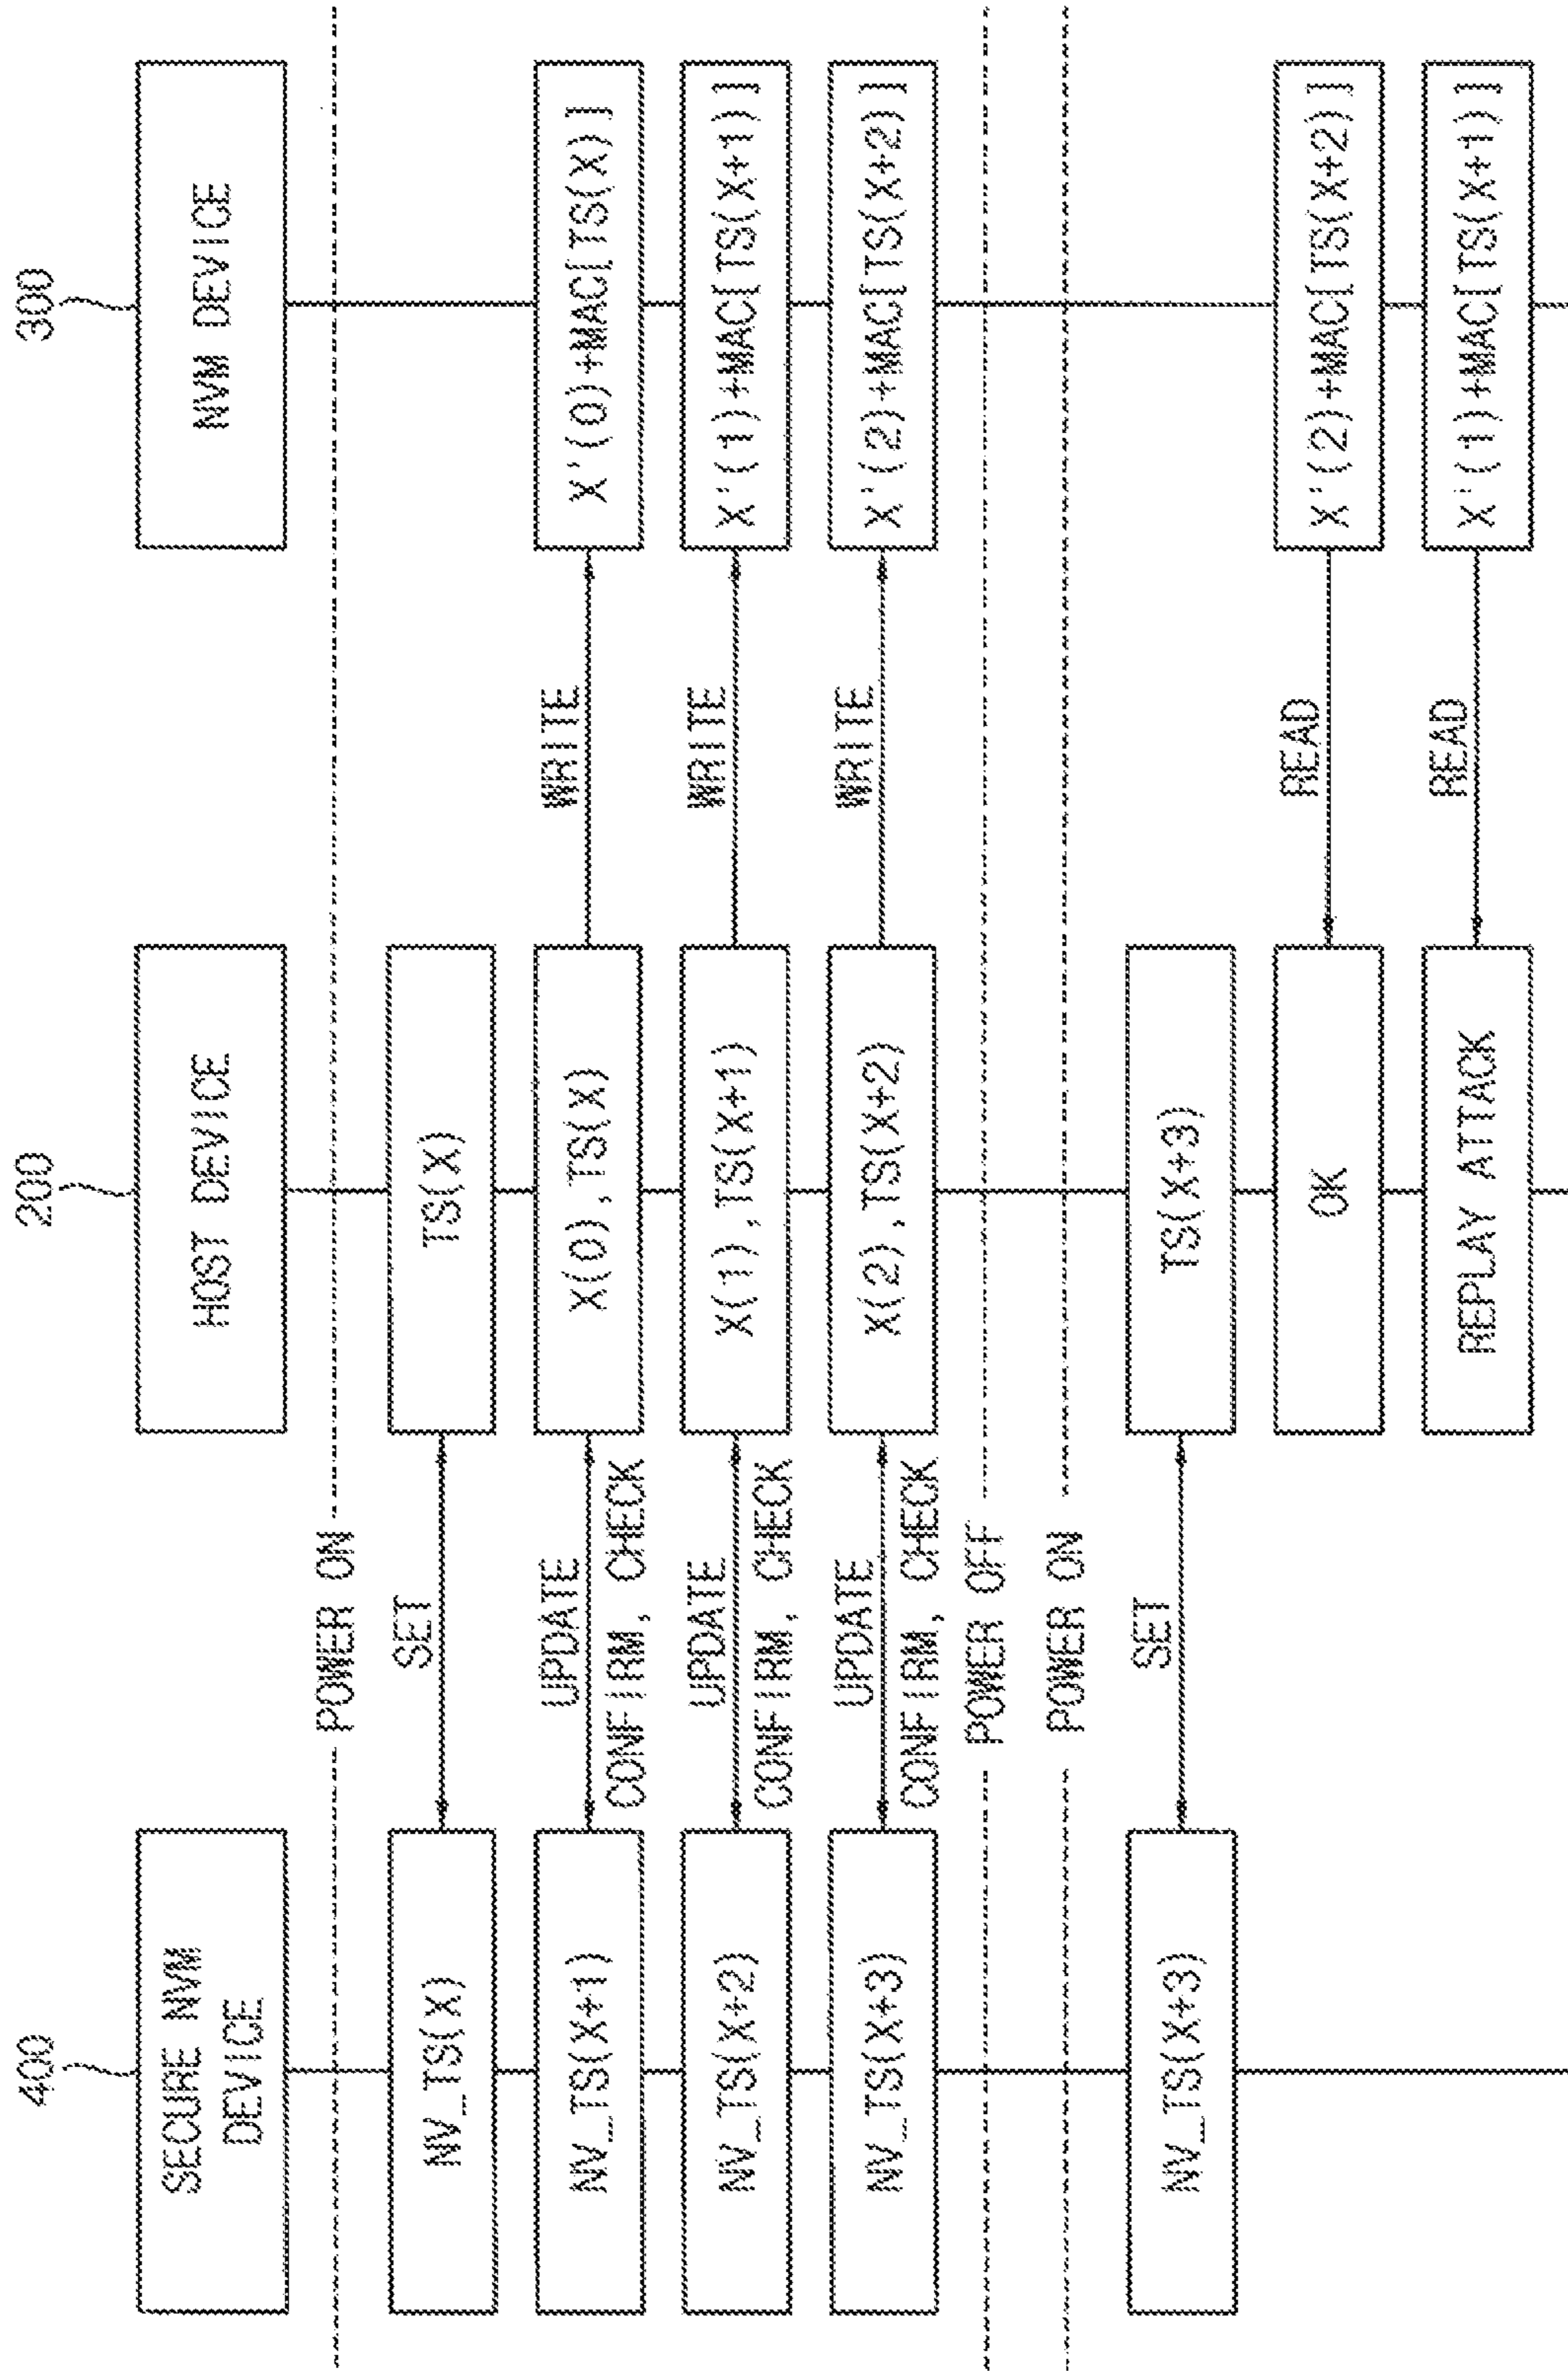 400
200
300
SECURE NVM
DEVICE
HOST DEVICE
NVM DEVICE
POWER ON
NV_TS(X)
SET
TS(X)
NV_TS(X+1)
UPDATE
CONFIRM, CHECK
X(0),TS(X)
WRITE
X'(0)+MAC[TS(X)]
NV_TS(X+2)
UPDATE
CONFIRM, CHECK
X(1),TS(X+1)
WRITE
X'(1)+MAC[TS(X+1)]
NV_TS(X+3)
UPDATE
CONFIRM, CHECK
X(2),TS(X+2)
WRITE
X'(2)+MAC[TS(X+2)]
POWER OFF
POWER ON
NV_TS(X+3)
SET
TS(X+3)
OK
READ
X'(2)+MAC[TS(X+2)]
REPLAY ATTACK
READ
X'(1)+MAC[TS(X+1)]